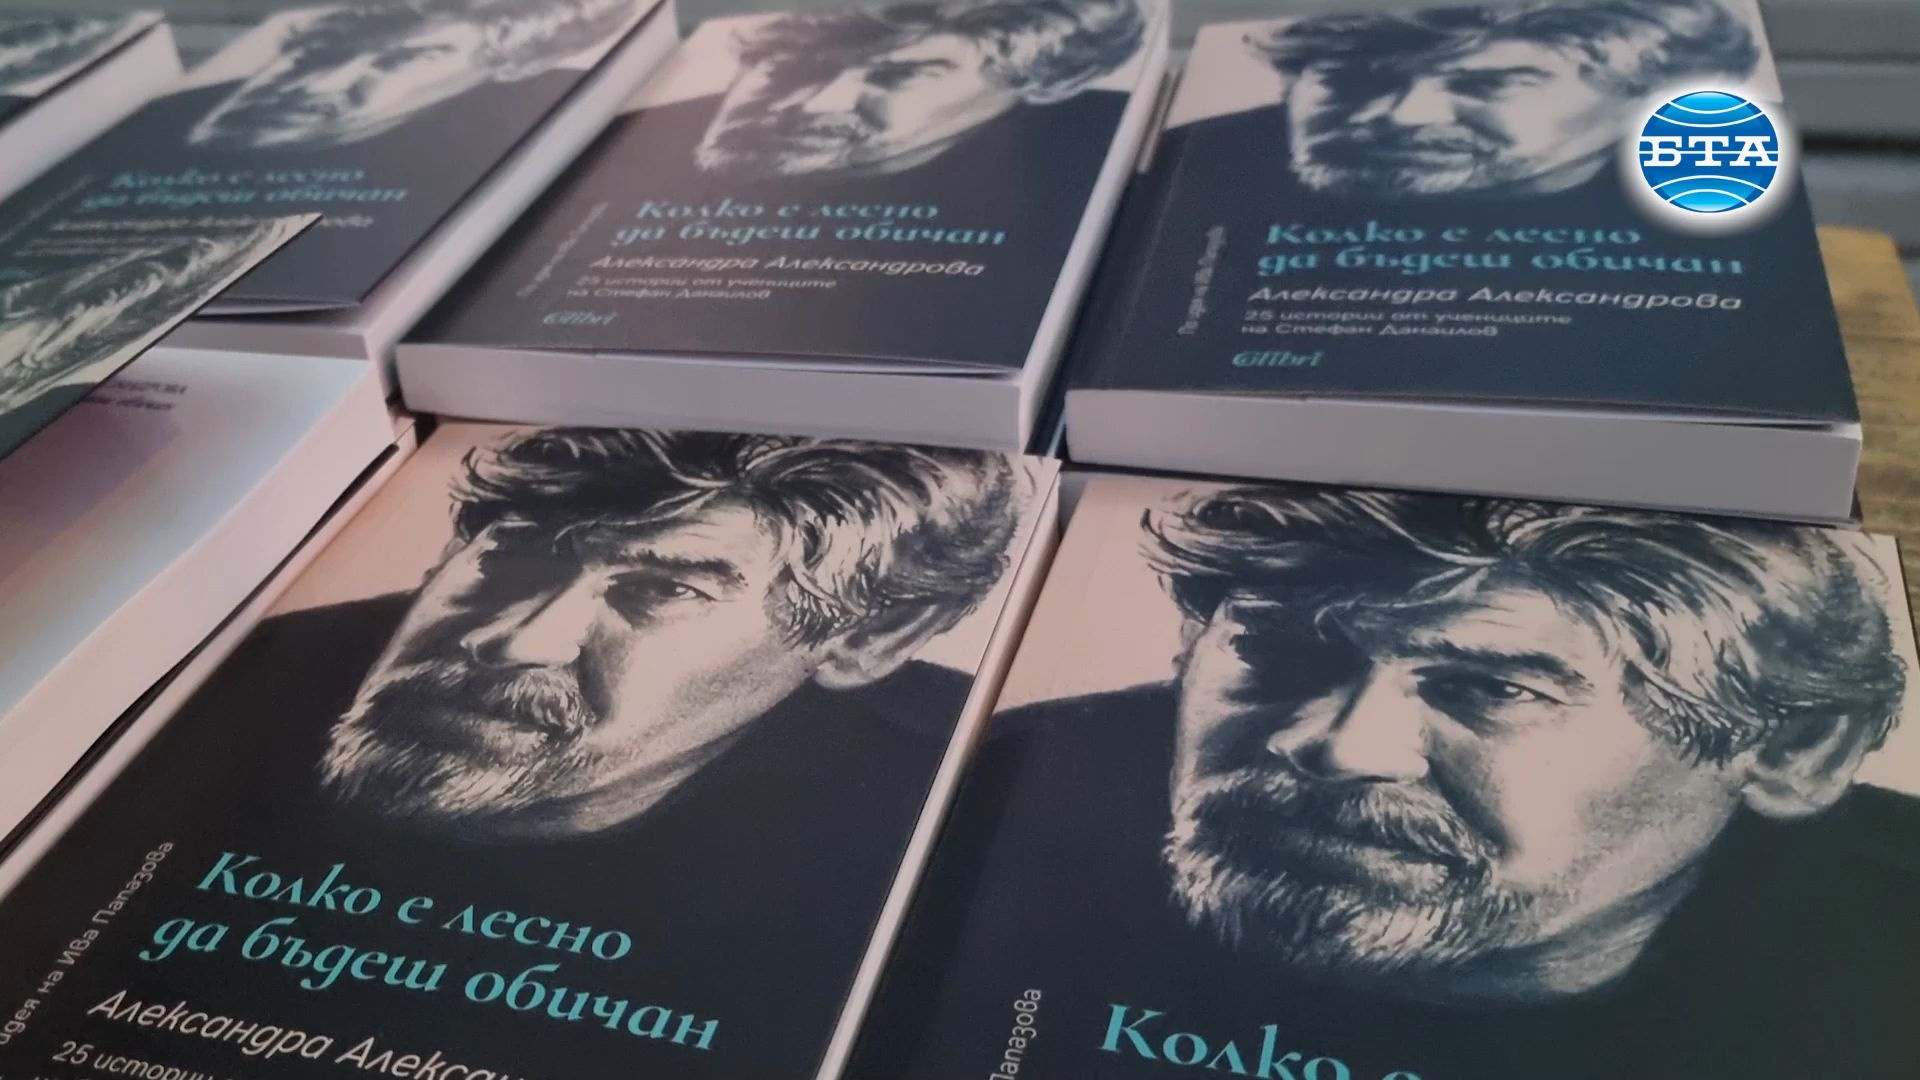 БТА
Колко е лесно
да бъдеш обичан
Колко е лесно
да бъдеш обичан
Александра Александрова
25 истории от учениците
на Стефан Данаилов
Colibri
Колко е лесно
да бъдеш обичан
Александра Александрова
25 истории от учениците
на Стефан Данаилов
Colibri
идея на Ива Папазова
Колко е лесно
да бъдеш обичан
Александра
25 истории
Папазова
Колко е